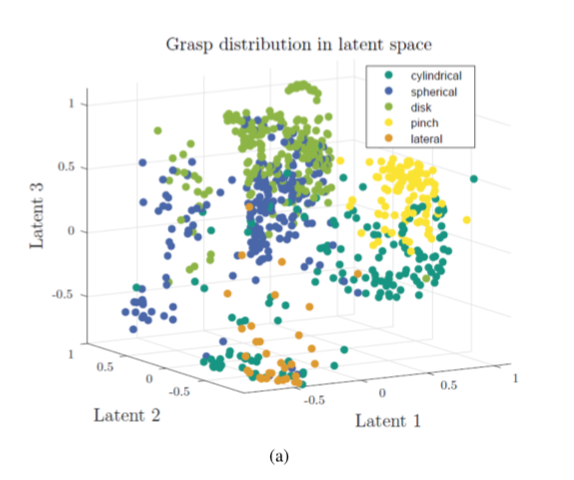 Grasp distribution in latent space
cylindrical
spherical
disk
pinch
lateral
1
0.5
0
-0.5
Latent 3
1
0.5
0
-0.5
Latent 2
-0.5
0
0.5
1
Latent 1
(a)